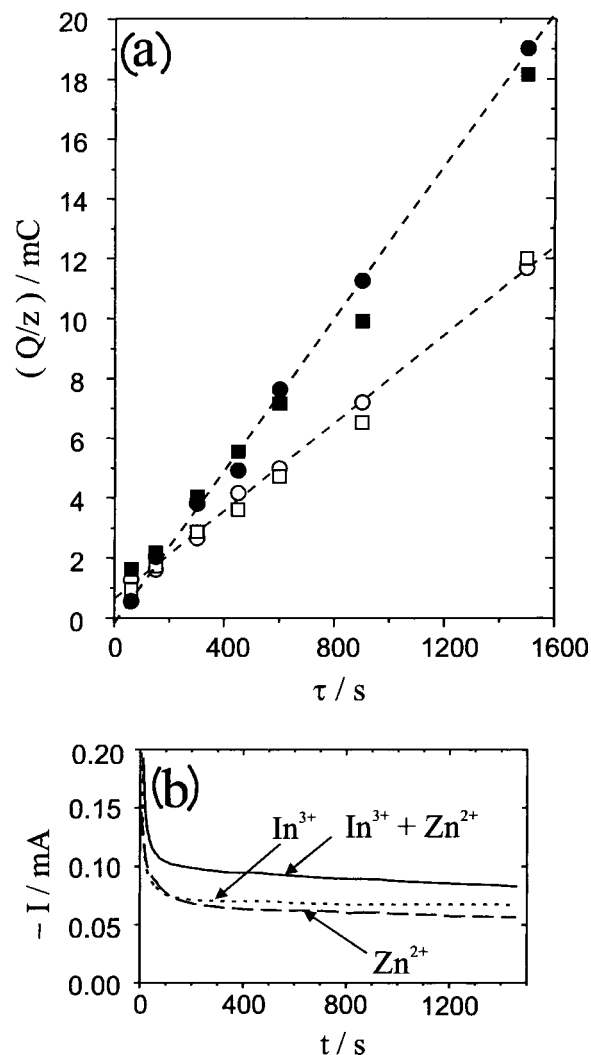 (a)
20
18
16
14
12
10
8
6
4
2
0
( Q/z ) / mC
0 400 800 1200 1600
τ / s
(b)
0.20
0.15
0.10
0.05
0.00
– I / mA
In³⁺ In³⁺ + Zn²⁺
Zn²⁺
0 400 800 1200
t / s